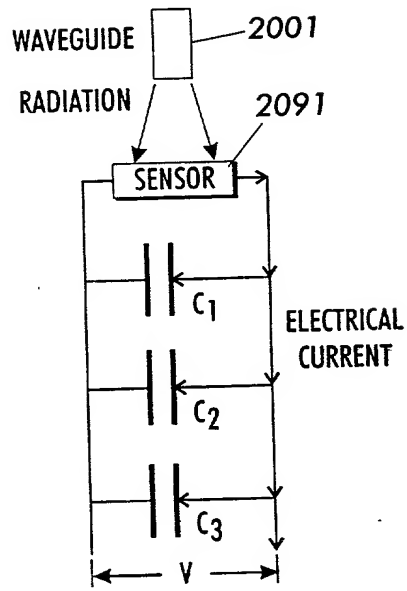 WAVEGUIDE
2001
RADIATION
2091
SENSOR
C1
ELECTRICAL
CURRENT
C2
C3
V